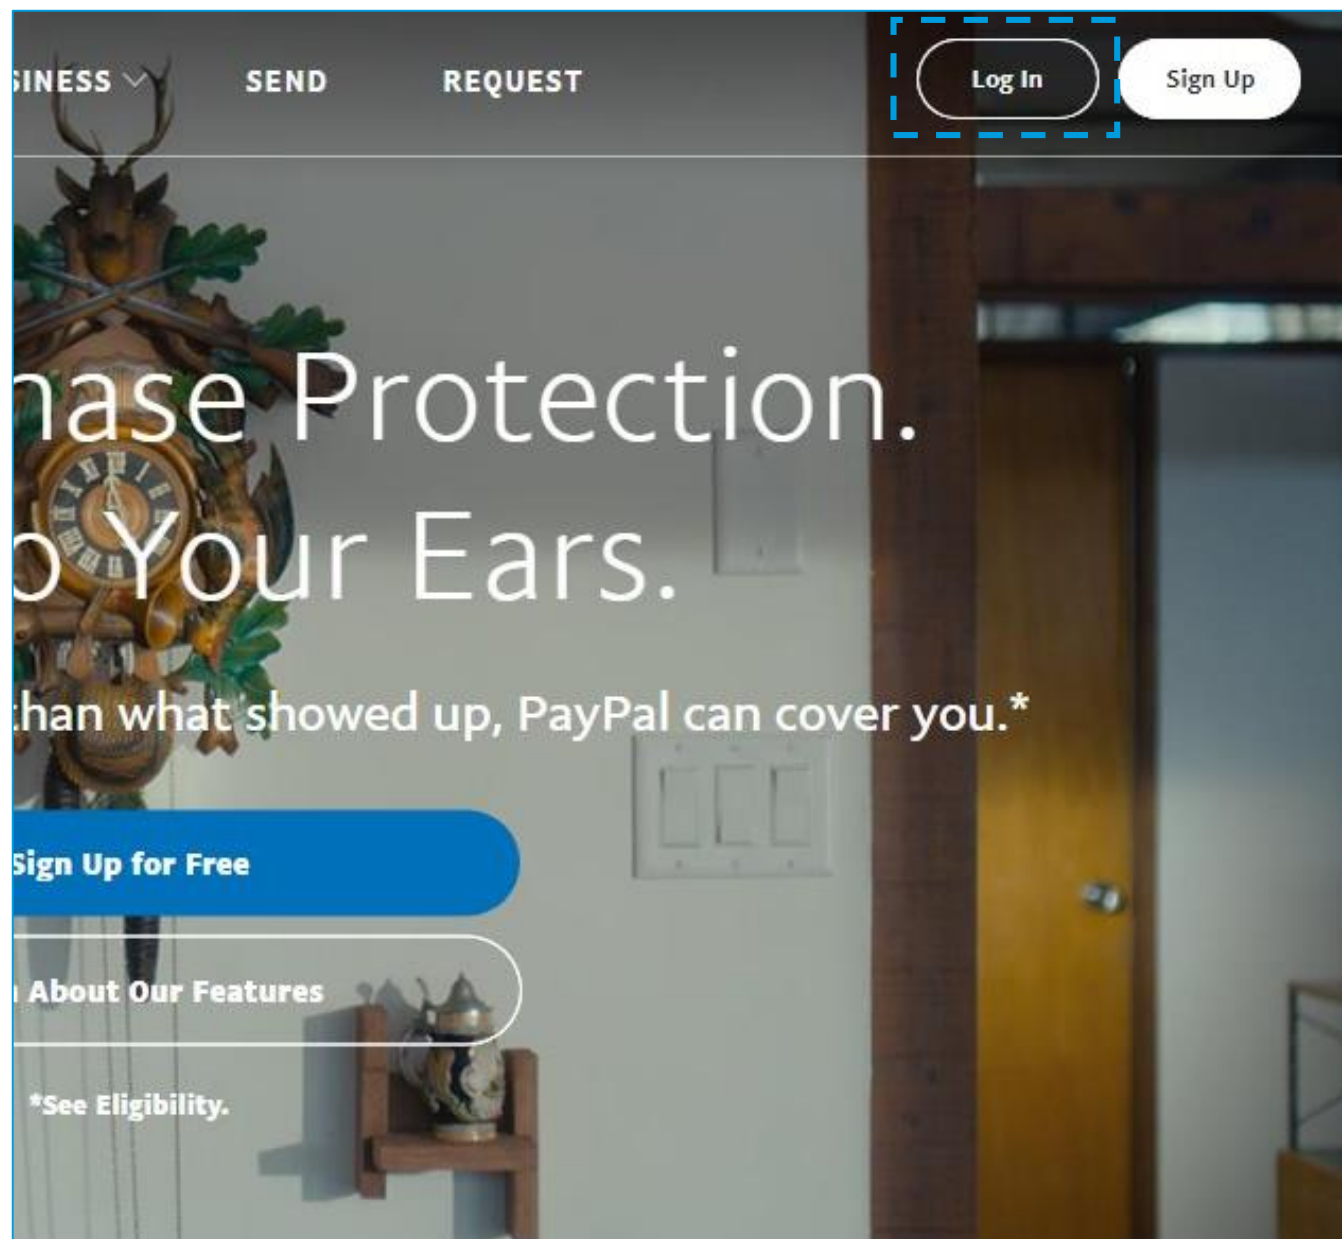 SINESS SEND REQUEST Log In Sign Up
hase Protection.
o Your Ears.
than what showed up, PayPal can cover you.*
Sign Up for Free
About Our Features
*See Eligibility.